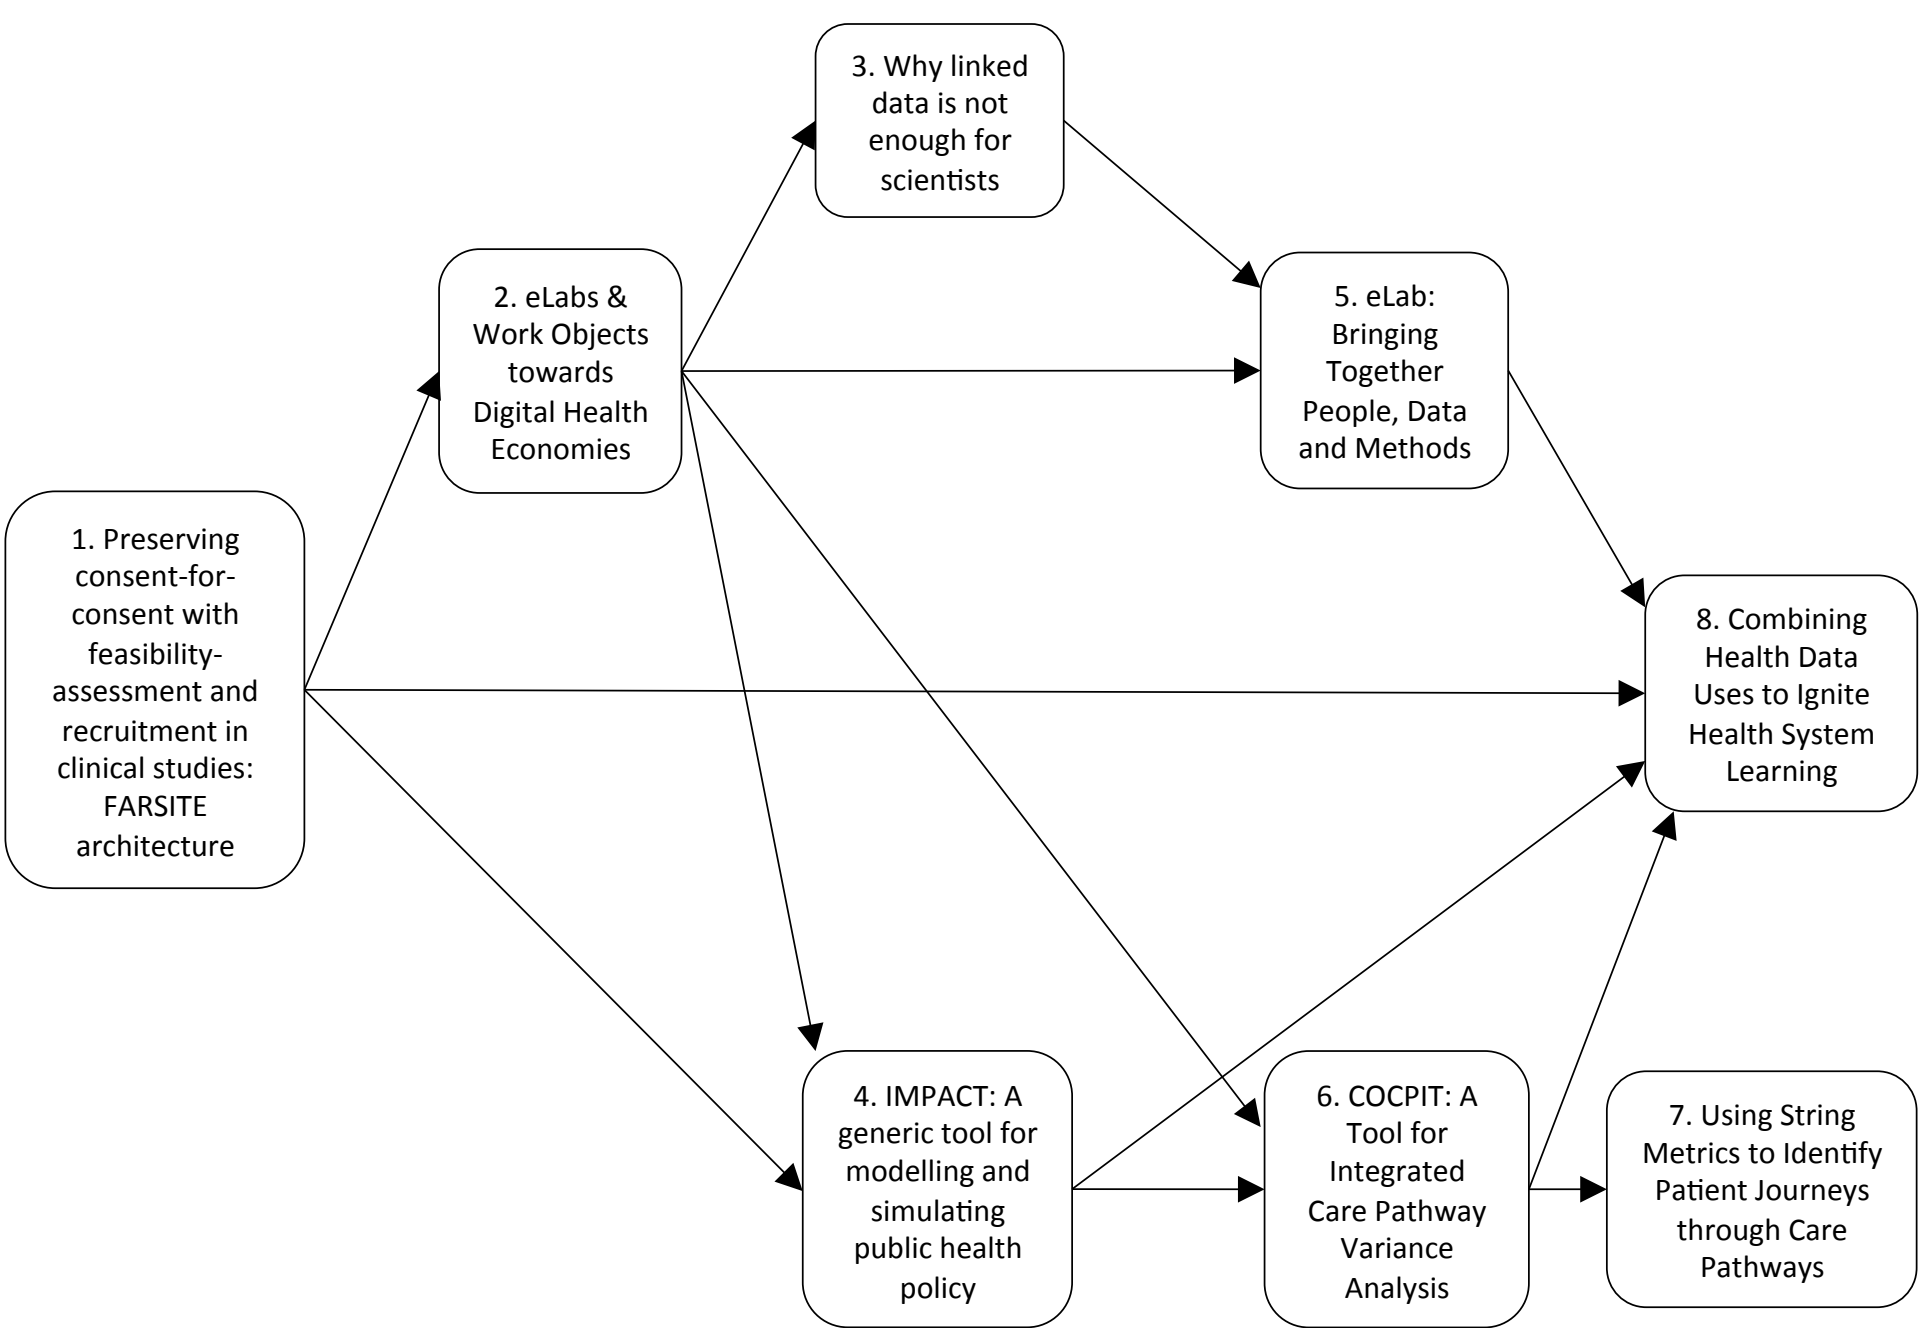 3. Why linked
data is not
enough for
scientists
2. eLabs &
Work Objects
towards
Digital Health
Economies
5. eLab:
Bringing
Together
People, Data
and Methods
1. Preserving
consent-for-
consent with
feasibility-
assessment and
recruitment in
clinical studies:
FARSITE
architecture
8. Combining
Health Data
Uses to Ignite
Health System
Learning
4. IMPACT: A
generic tool for
modelling and
simulating
public health
policy
6. COCPIT: A
Tool for
Integrated
Care Pathway
Variance
Analysis
7. Using String
Metrics to Identify
Patient Journeys
through Care
Pathways